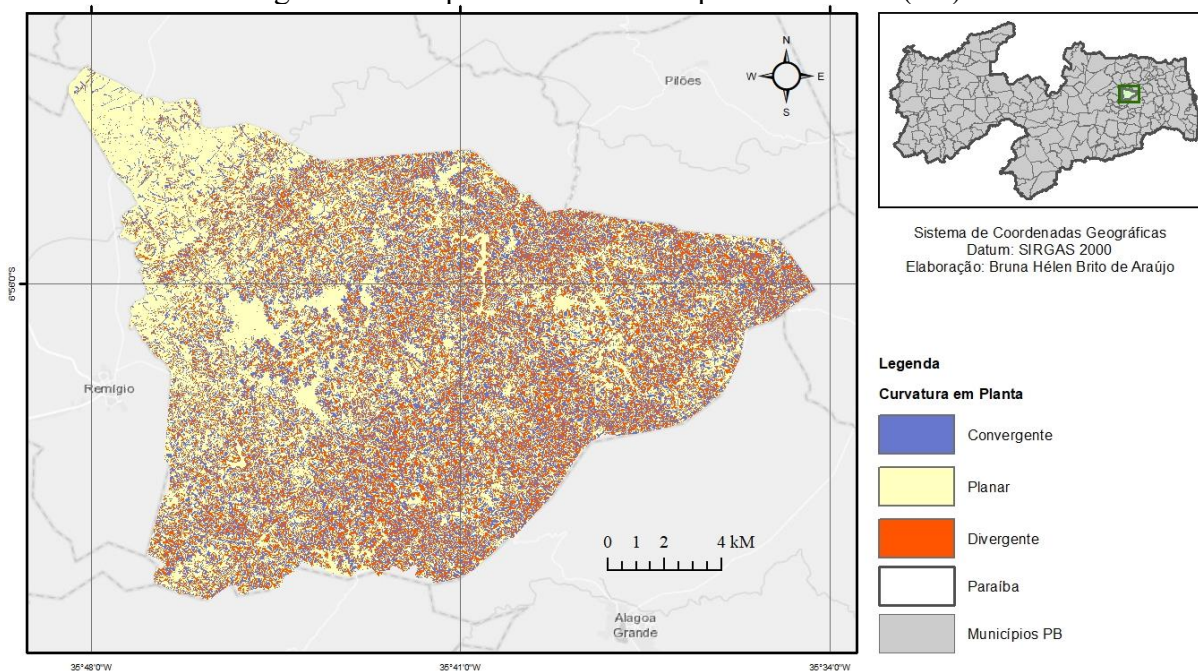 N
W E
S
Pilões
Remígio
Alagoa
Grande
0 1 2 4 kM
6°56'0"S
35°48'0"W 35°41'0"W 35°34'0"W
Sistema de Coordenadas Geográficas
Datum: SIRGAS 2000
Elaboração: Bruna Hélen Brito de Araújo
Legenda
Curvatura em Planta
Convergente
Planar
Divergente
Paraíba
Municípios PB